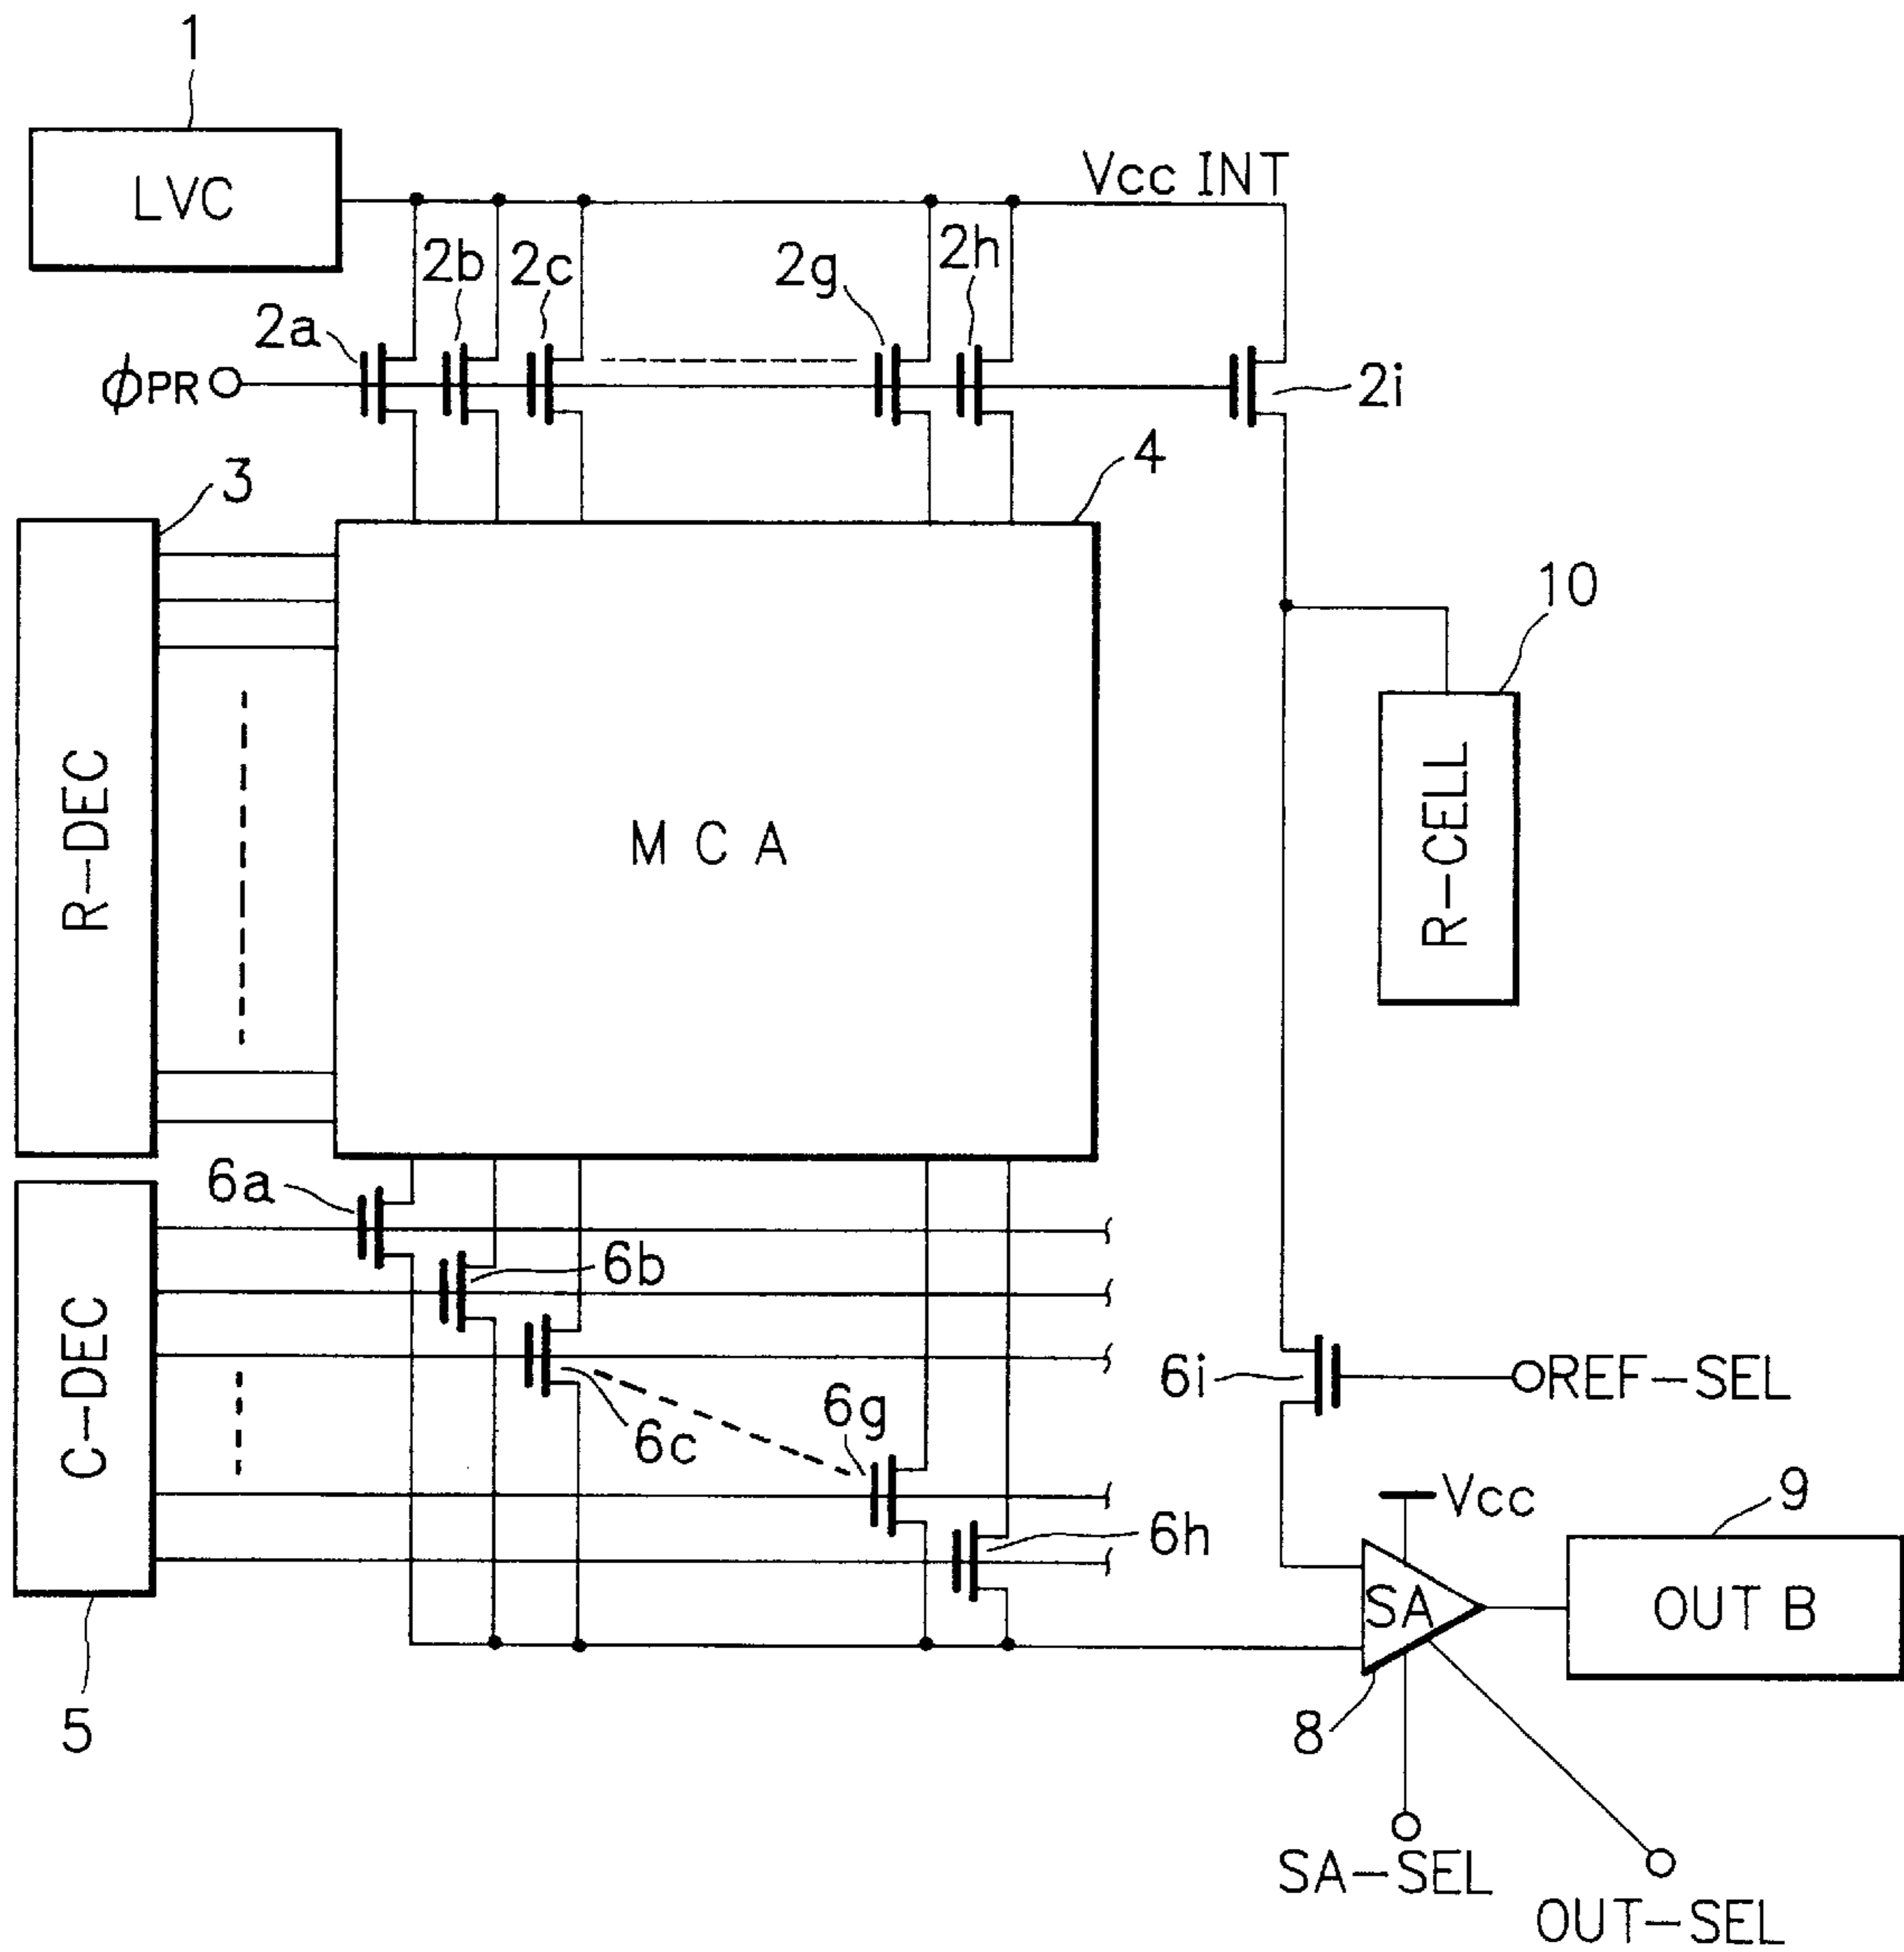 1
LVC
Vcc INT
2a
2b
2c
2g
2h
2i
ϕPR
3
4
10
R-DEC
M C A
R-CELL
6a
6b
6c
6g
6h
6i
REF-SEL
C-DEC
5
Vcc
SA
8
9
OUT B
SA-SEL
OUT-SEL